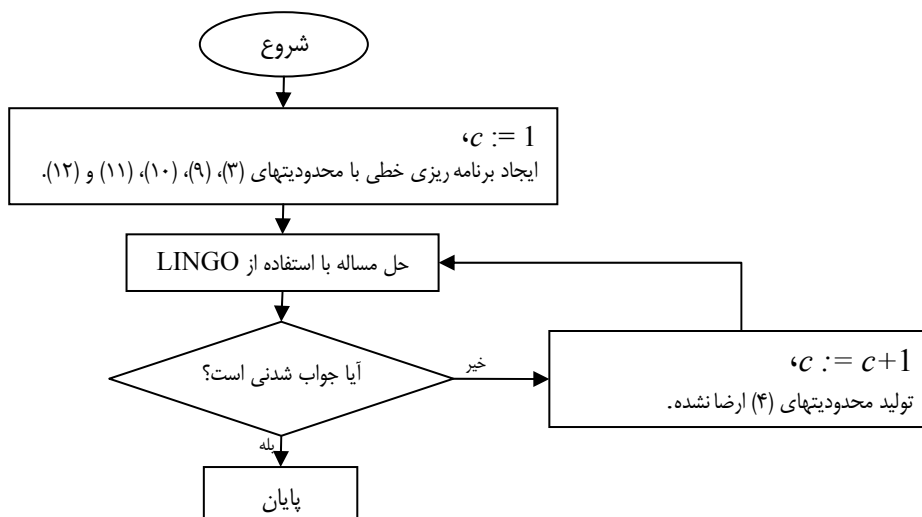 شروع
c := 1،
ایجاد برنامه ریزی خطی با محدودیتهای (۳)، (۹)، (۱۰)، (۱۱) و (۱۲).
حل مساله با استفاده از LINGO
آیا جواب شدنی است؟
خیر
c := c+1،
تولید محدودیتهای (۴) ارضا نشده.
بله
پایان